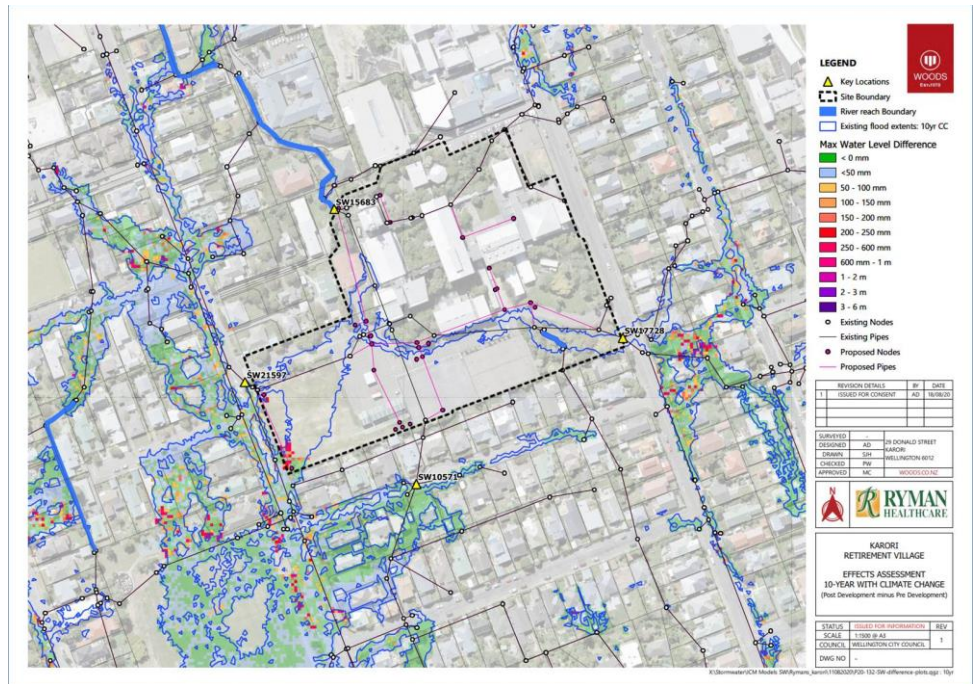 LEGEND
Key Locations
Site Boundary
River reach Boundary
Existing flood extents: 10yr CC
Max Water Level Difference
< 0 mm
<50 mm
50 - 100 mm
100 - 150 mm
150 - 200 mm
200 - 250 mm
250 - 600 mm
600 mm - 1 m
1 - 2 m
2 - 3 m
3 - 6 m
Existing Nodes
Existing Pipes
Proposed Nodes
Proposed Pipes
WOODS
Est.1970
SW15683
SW17728
SW21597
SW10571
REVISION DETAILS BY DATE
1 ISSUED FOR CONSENT AD 18/08/20
SURVEYED -
DESIGNED AD
DRAWN SJH
CHECKED PW
APPROVED MC
29 DONALD STREET
KARORI
WELLINGTON 6012
WOODS.CO.NZ
RYMAN
HEALTHCARE
KARORI
RETIREMENT VILLAGE
EFFECTS ASSESSMENT
10-YEAR WITH CLIMATE CHANGE
(Post Development minus Pre Development)
STATUS ISSUED FOR INFORMATION REV
SCALE 1:1500 @ A3 1
COUNCIL WELLINGTON CITY COUNCIL
DWG NO -